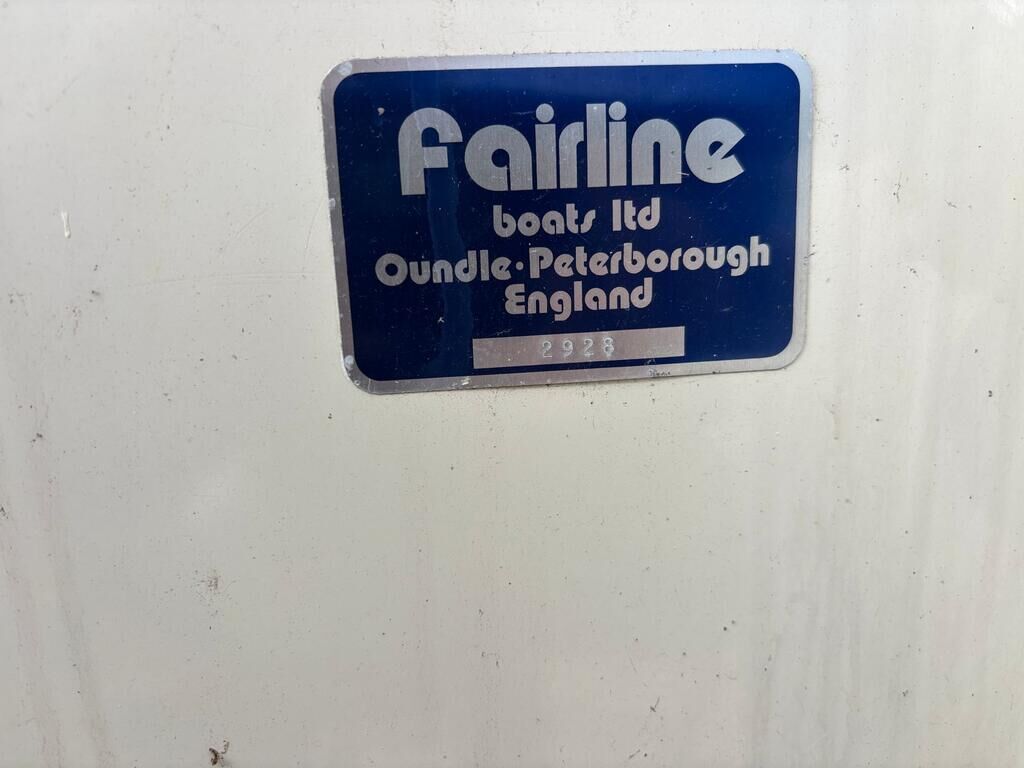 Fairline
boats ltd
Oundle·Peterborough
England
2928